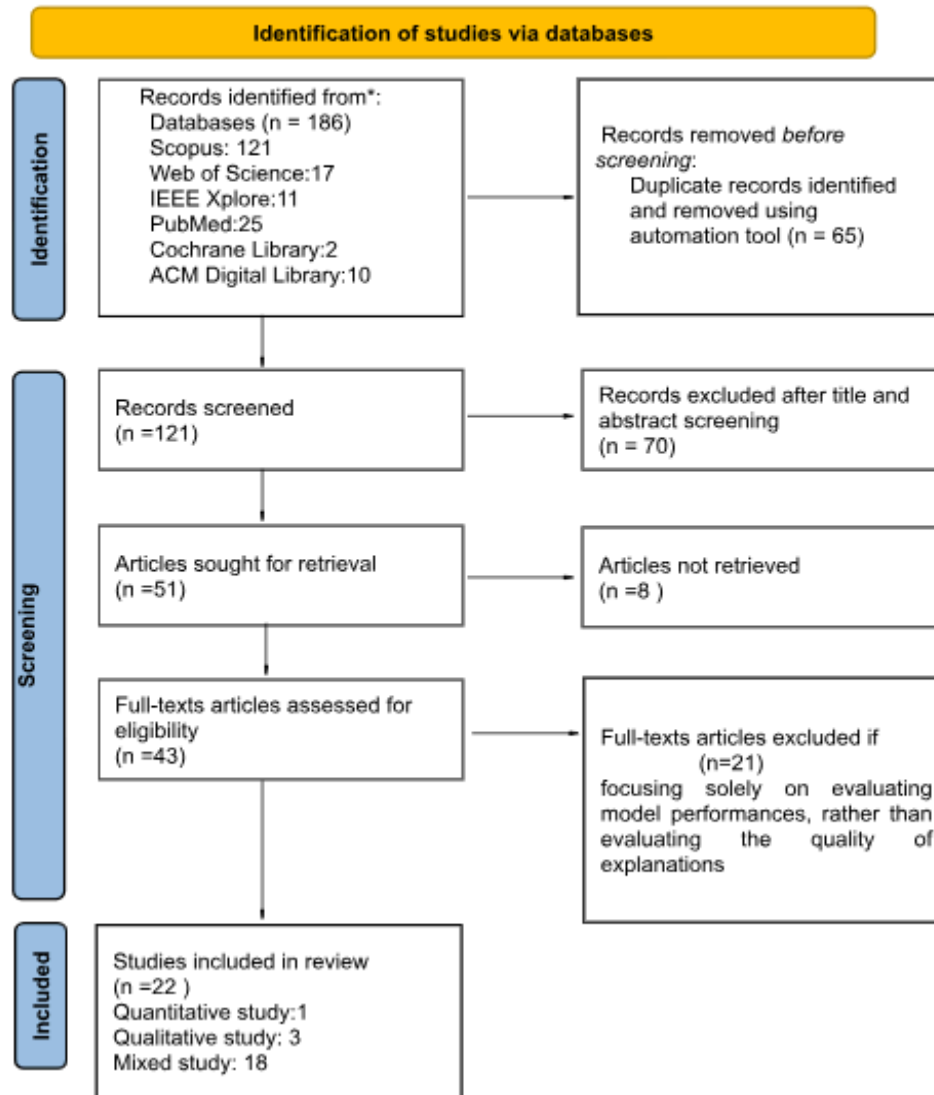 Identification of studies via databases
Identification
Records identified from*:
Databases (n = 186)
Scopus: 121
Web of Science:17
IEEE Xplore:11
PubMed:25
Cochrane Library:2
ACM Digital Library:10
Records removed before
screening:
Duplicate records identified
and removed using
automation tool (n = 65)
Screening
Records screened
(n =121)
Records excluded after title and
abstract screening
(n = 70)
Articles sought for retrieval
(n =51)
Articles not retrieved
(n =8 )
Full-texts articles assessed for
eligibility
(n =43)
Full-texts articles excluded if
(n=21)
focusing solely on evaluating
model performances, rather than
evaluating the quality of
explanations
Included
Studies included in review
(n =22 )
Quantitative study:1
Qualitative study: 3
Mixed study: 18